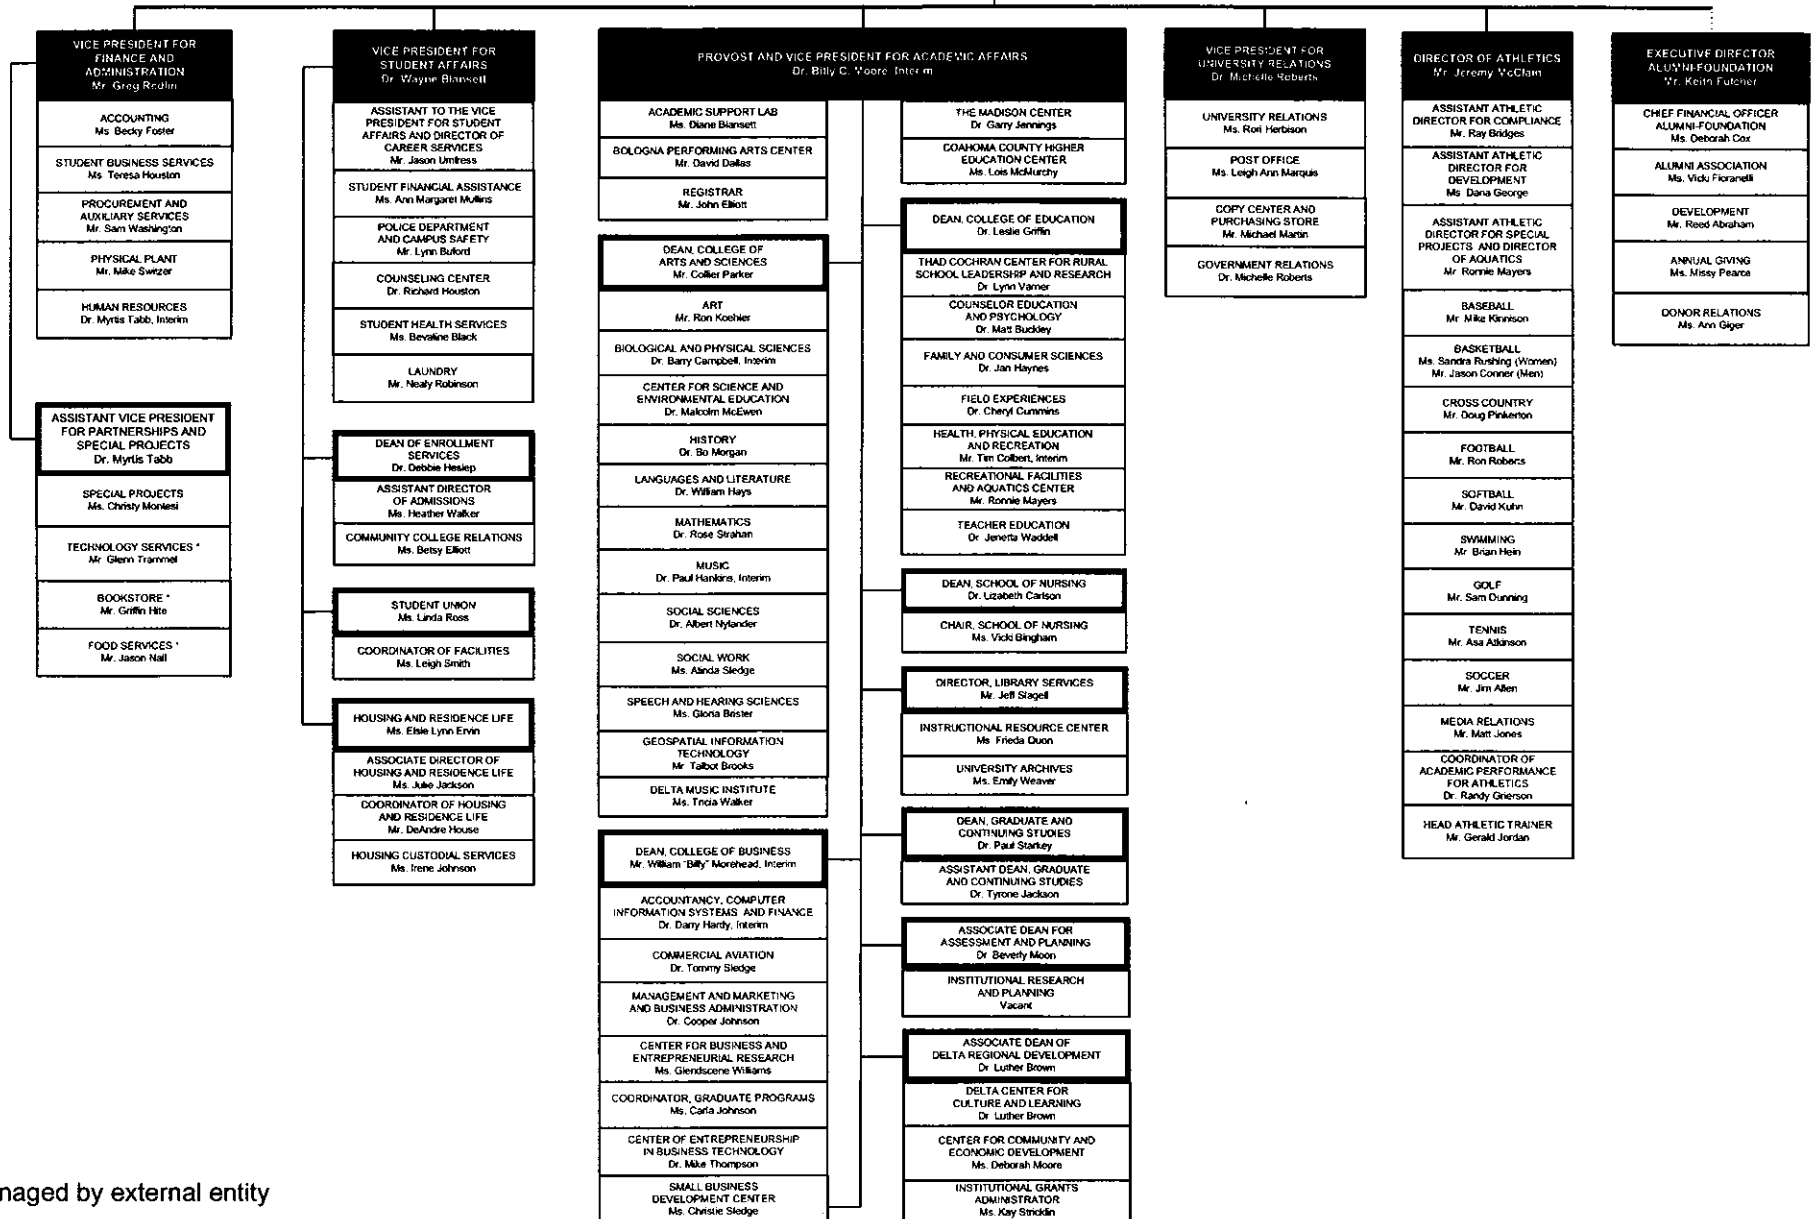 VICE PRESIDENT FOR
FINANCE AND
ADMINISTRATION
Mr. Greg Redlin
ACCOUNTING
Ms. Becky Foster
STUDENT BUSINESS SERVICES
Ms. Teresa Houston
PROCUREMENT AND
AUXILIARY SERVICES
Mr. Sam Washington
PHYSICAL PLANT
Mr. Mike Switzer
HUMAN RESOURCES
Dr. Myrtis Tabb, Interim
ASSISTANT VICE PRESIDENT
FOR PARTNERSHIPS AND
SPECIAL PROJECTS
Dr. Myrtis Tabb
SPECIAL PROJECTS
Ms. Christy Montesi
TECHNOLOGY SERVICES *
Mr. Glenn Trammel
BOOKSTORE *
Mr. Griffin Hite
FOOD SERVICES *
Mr. Jason Nall
VICE PRESIDENT FOR
STUDENT AFFAIRS
Dr. Wayne Blansett
ASSISTANT TO THE VICE
PRESIDENT FOR STUDENT
AFFAIRS AND DIRECTOR OF
CAREER SERVICES
Mr. Jason Umfress
STUDENT FINANCIAL ASSISTANCE
Ms. Ann Margaret Mullins
POLICE DEPARTMENT
AND CAMPUS SAFETY
Mr. Lynn Buford
COUNSELING CENTER
Dr. Richard Houston
STUDENT HEALTH SERVICES
Ms. Bevaline Black
LAUNDRY
Mr. Nealy Robinson
DEAN OF ENROLLMENT
SERVICES
Dr. Debbie Heslep
ASSISTANT DIRECTOR
OF ADMISSIONS
Ms. Heather Walker
COMMUNITY COLLEGE RELATIONS
Ms. Betsy Elliott
STUDENT UNION
Ms. Linda Ross
COORDINATOR OF FACILITIES
Ms. Leigh Smith
HOUSING AND RESIDENCE LIFE
Ms. Elsie Lynn Ervin
ASSOCIATE DIRECTOR OF
HOUSING AND RESIDENCE LIFE
Ms. Julie Jackson
COORDINATOR OF HOUSING
AND RESIDENCE LIFE
Mr. DeAndre House
HOUSING CUSTODIAL SERVICES
Ms. Irene Johnson
PROVOST AND VICE PRESIDENT FOR ACADEMIC AFFAIRS
Dr. Billy C. Moore, Interim
ACADEMIC SUPPORT LAB
Ms. Diane Blansett
BOLOGNA PERFORMING ARTS CENTER
Mr. David Dallas
REGISTRAR
Mr. John Elliott
DEAN, COLLEGE OF
ARTS AND SCIENCES
Mr. Collier Parker
ART
Mr. Ron Koehler
BIOLOGICAL AND PHYSICAL SCIENCES
Dr. Barry Campbell, Interim
CENTER FOR SCIENCE AND
ENVIRONMENTAL EDUCATION
Dr. Malcolm McEwen
HISTORY
Dr. Bo Morgan
LANGUAGES AND LITERATURE
Dr. William Hays
MATHEMATICS
Dr. Rose Strahan
MUSIC
Dr. Paul Hankins, Interim
SOCIAL SCIENCES
Dr. Albert Nylander
SOCIAL WORK
Ms. Alinda Sledge
SPEECH AND HEARING SCIENCES
Ms. Gloria Brister
GEOSPATIAL INFORMATION
TECHNOLOGY
Mr. Talbot Brooks
DELTA MUSIC INSTITUTE
Ms. Tricia Walker
DEAN, COLLEGE OF BUSINESS
Mr. William "Billy" Morehead, Interim
ACCOUNTANCY, COMPUTER
INFORMATION SYSTEMS, AND FINANCE
Dr. Darry Hardy, Interim
COMMERCIAL AVIATION
Dr. Tommy Sledge
MANAGEMENT AND MARKETING
AND BUSINESS ADMINISTRATION
Dr. Cooper Johnson
CENTER FOR BUSINESS AND
ENTREPRENEURIAL RESEARCH
Ms. Glendscene Williams
COORDINATOR, GRADUATE PROGRAMS
Ms. Carla Johnson
CENTER OF ENTREPRENEURSHIP
IN BUSINESS TECHNOLOGY
Dr. Mike Thompson
SMALL BUSINESS
DEVELOPMENT CENTER
Ms. Christie Sledge
THE MADISON CENTER
Dr. Garry Jennings
COAHOMA COUNTY HIGHER
EDUCATION CENTER
Ms. Lois McMurchy
DEAN, COLLEGE OF EDUCATION
Dr. Leslie Griffin
THAD COCHRAN CENTER FOR RURAL
SCHOOL LEADERSHIP AND RESEARCH
Dr. Lynn Varner
COUNSELOR EDUCATION
AND PSYCHOLOGY
Dr. Matt Buckley
FAMILY AND CONSUMER SCIENCES
Dr. Jan Haynes
FIELD EXPERIENCES
Dr. Cheryl Cummins
HEALTH, PHYSICAL EDUCATION
AND RECREATION
Mr. Tim Colbert, Interim
RECREATIONAL FACILITIES
AND AQUATICS CENTER
Mr. Ronnie Mayers
TEACHER EDUCATION
Dr. Jenetta Waddell
DEAN, SCHOOL OF NURSING
Dr. Lizabeth Carlson
CHAIR, SCHOOL OF NURSING
Ms. Vicki Bingham
DIRECTOR, LIBRARY SERVICES
Mr. Jeff Slagell
INSTRUCTIONAL RESOURCE CENTER
Ms. Frieda Quon
UNIVERSITY ARCHIVES
Ms. Emily Weaver
DEAN, GRADUATE AND
CONTINUING STUDIES
Dr. Paul Starkey
ASSISTANT DEAN, GRADUATE
AND CONTINUING STUDIES
Dr. Tyrone Jackson
ASSOCIATE DEAN FOR
ASSESSMENT AND PLANNING
Dr. Beverly Moon
INSTITUTIONAL RESEARCH
AND PLANNING
Vacant
ASSOCIATE DEAN OF
DELTA REGIONAL DEVELOPMENT
Dr. Luther Brown
DELTA CENTER FOR
CULTURE AND LEARNING
Dr. Luther Brown
CENTER FOR COMMUNITY AND
ECONOMIC DEVELOPMENT
Ms. Deborah Moore
INSTITUTIONAL GRANTS
ADMINISTRATOR
Ms. Kay Stricklin
VICE PRESIDENT FOR
UNIVERSITY RELATIONS
Dr. Michelle Roberts
UNIVERSITY RELATIONS
Ms. Rori Herbison
POST OFFICE
Ms. Leigh Ann Marquis
COPY CENTER AND
PURCHASING STORE
Mr. Michael Martin
GOVERNMENT RELATIONS
Dr. Michelle Roberts
DIRECTOR OF ATHLETICS
Mr. Jeremy McClain
ASSISTANT ATHLETIC
DIRECTOR FOR COMPLIANCE
Mr. Ray Bridges
ASSISTANT ATHLETIC
DIRECTOR FOR
DEVELOPMENT
Ms. Dana George
ASSISTANT ATHLETIC
DIRECTOR FOR SPECIAL
PROJECTS AND DIRECTOR
OF AQUATICS
Mr. Ronnie Mayers
BASEBALL
Mr. Mike Kinnison
BASKETBALL
Ms. Sandra Rushing (Women)
Mr. Jason Conner (Men)
CROSS COUNTRY
Mr. Doug Pinkerton
FOOTBALL
Mr. Ron Roberts
SOFTBALL
Mr. David Kuhn
SWIMMING
Mr. Brian Hein
GOLF
Mr. Sam Dunning
TENNIS
Mr. Asa Atkinson
SOCCER
Mr. Jim Allen
MEDIA RELATIONS
Mr. Matt Jones
COORDINATOR OF
ACADEMIC PERFORMANCE
FOR ATHLETICS
Dr. Randy Grierson
HEAD ATHLETIC TRAINER
Mr. Gerald Jordan
EXECUTIVE DIRECTOR
ALUMNI-FOUNDATION
Mr. Keith Fulcher
CHIEF FINANCIAL OFFICER
ALUMNI-FOUNDATION
Ms. Deborah Cox
ALUMNI ASSOCIATION
Ms. Vicki Fioranelli
DEVELOPMENT
Mr. Reed Abraham
ANNUAL GIVING
Ms. Missy Pearce
DONOR RELATIONS
Ms. Ann Giger
naged by external entity